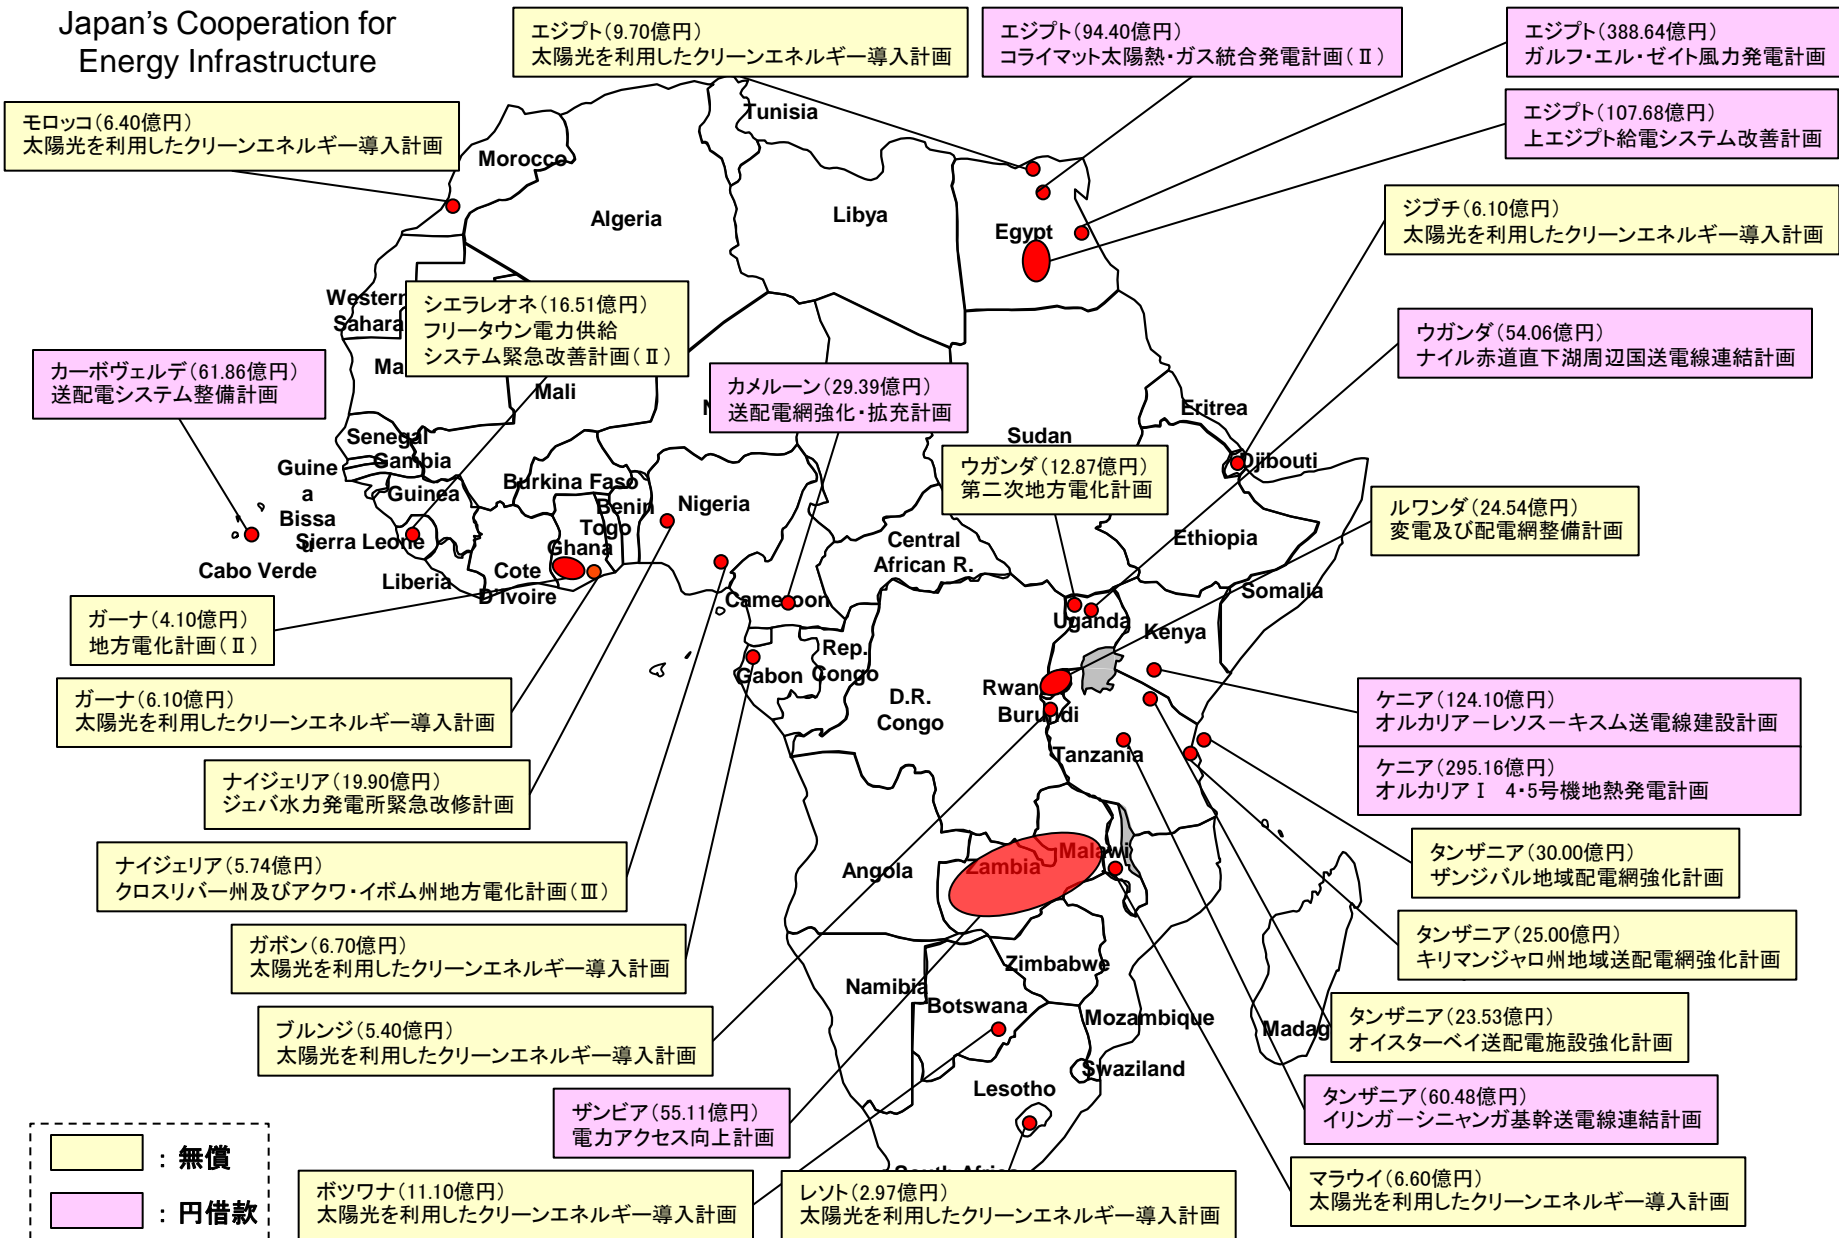 Japan's Cooperation for
Energy Infrastructure
エジプト(9.70億円)
太陽光を利用したクリーンエネルギー導入計画
エジプト(94.40億円)
コライマット太陽熱・ガス統合発電計画(Ⅱ)
エジプト(388.64億円)
ガルフ・エル・ゼイト風力発電計画
エジプト(107.68億円)
上エジプト給電システム改善計画
モロッコ(6.40億円)
太陽光を利用したクリーンエネルギー導入計画
ジブチ(6.10億円)
太陽光を利用したクリーンエネルギー導入計画
シエラレオネ(16.51億円)
フリータウン電力供給
システム緊急改善計画(Ⅱ)
ウガンダ(54.06億円)
ナイル赤道直下湖周辺国送電線連結計画
カーボヴェルデ(61.86億円)
送配電システム整備計画
カメルーン(29.39億円)
送配電網強化・拡充計画
ウガンダ(12.87億円)
第二次地方電化計画
ルワンダ(24.54億円)
変電及び配電網整備計画
ガーナ(4.10億円)
地方電化計画(Ⅱ)
ガーナ(6.10億円)
太陽光を利用したクリーンエネルギー導入計画
ケニア(124.10億円)
オルカリアーレソスーキスム送電線建設計画
ケニア(295.16億円)
オルカリアⅠ 4・5号機地熱発電計画
ナイジェリア(19.90億円)
ジェバ水力発電所緊急改修計画
ナイジェリア(5.74億円)
クロスリバー州及びアクワ・イボム州地方電化計画(Ⅲ)
タンザニア(30.00億円)
ザンジバル地域配電網強化計画
ガボン(6.70億円)
太陽光を利用したクリーンエネルギー導入計画
タンザニア(25.00億円)
キリマンジャロ州地域送配電網強化計画
ブルンジ(5.40億円)
太陽光を利用したクリーンエネルギー導入計画
タンザニア(23.53億円)
オイスターベイ送配電施設強化計画
ザンビア(55.11億円)
電力アクセス向上計画
タンザニア(60.48億円)
イリンガーシニャンガ基幹送電線連結計画
ボツワナ(11.10億円)
太陽光を利用したクリーンエネルギー導入計画
レソト(2.97億円)
太陽光を利用したクリーンエネルギー導入計画
マラウイ(6.60億円)
太陽光を利用したクリーンエネルギー導入計画
:無償
:円借款
Tunisia
Morocco
Algeria
Libya
Egypt
Western
Sahara
Ma
Mali
N
Sudan
Eritrea
Djibouti
Senegal
Gambia
Guine
a
Bissa
u
Guinea
Burkina Faso
Benin
Togo
Nigeria
Sierra Leone
Ghana
Cabo Verde
Liberia
Cote
D'Ivoire
Central
African R.
Ethiopia
Somalia
Cameroon
Uganda
Kenya
Gabon
Rep.
Congo
D.R.
Congo
Rwan
Burundi
Tanzania
Angola
Zambia
Malawi
Zimbabwe
Namibia
Botswana
Mozambique
Madag
Swaziland
Lesotho
South Africa